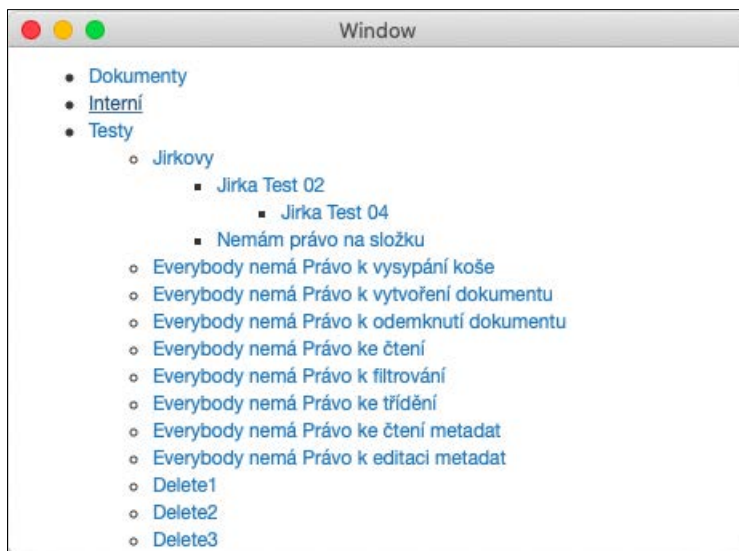 Window
Dokumenty
Interní
Testy
Jirkovy
Jirka Test 02
Jirka Test 04
Nemám právo na složku
Everybody nemá Právo k vysypání koše
Everybody nemá Právo k vytvoření dokumentu
Everybody nemá Právo k odemknutí dokumentu
Everybody nemá Právo ke čtení
Everybody nemá Právo k filtrování
Everybody nemá Právo ke třídění
Everybody nemá Právo ke čtení metadat
Everybody nemá Právo k editaci metadat
Delete1
Delete2
Delete3